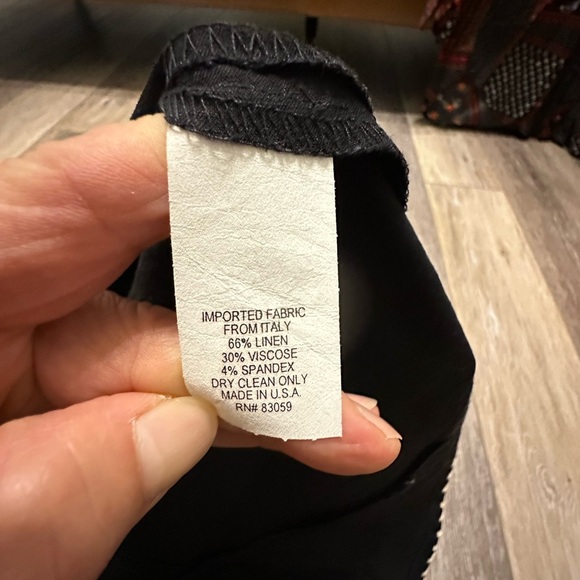 IMPORTED FABRIC
FROM ITALY
66% LINEN
30% VISCOSE
4% SPANDEX
DRY CLEAN ONLY
MADE IN U.S.A.
RN# 83059